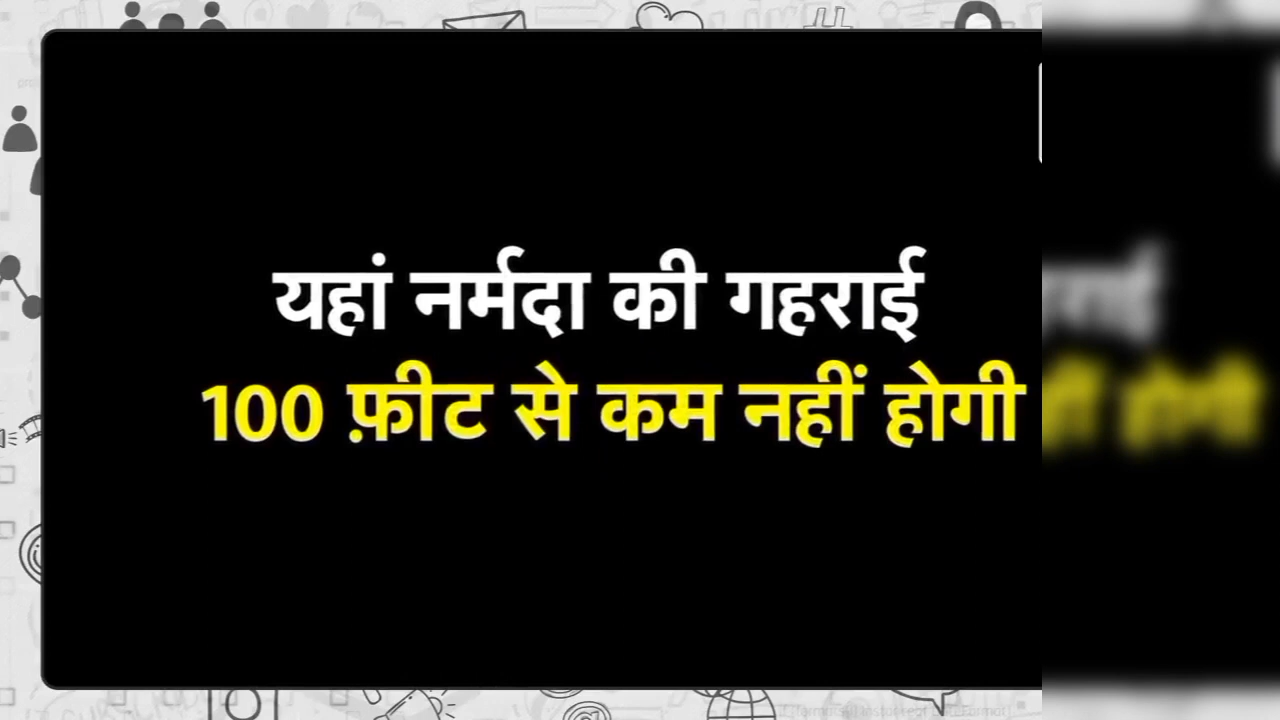 यहां नर्मदा की गहराई
100 फ़ीट से कम नहीं होगी